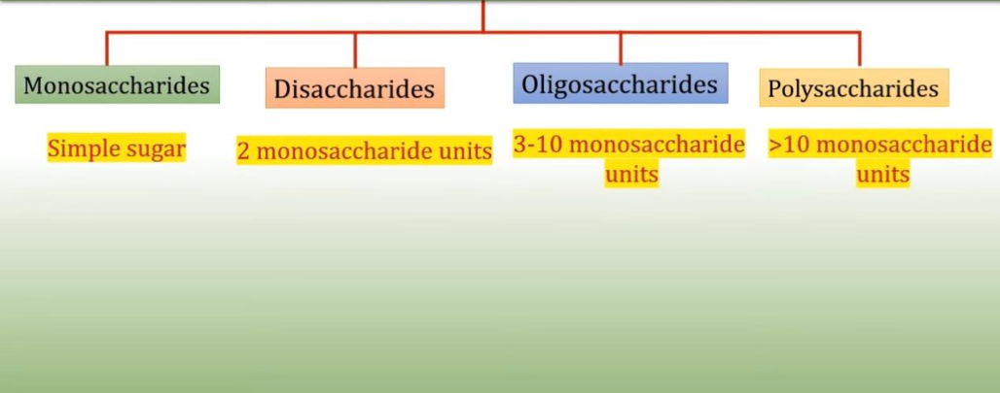 Monosaccharides
Disaccharides
Oligosaccharides
Polysaccharides
Simple sugar
2 monosaccharide units
3-10 monosaccharide
units
>10 monosaccharide
units